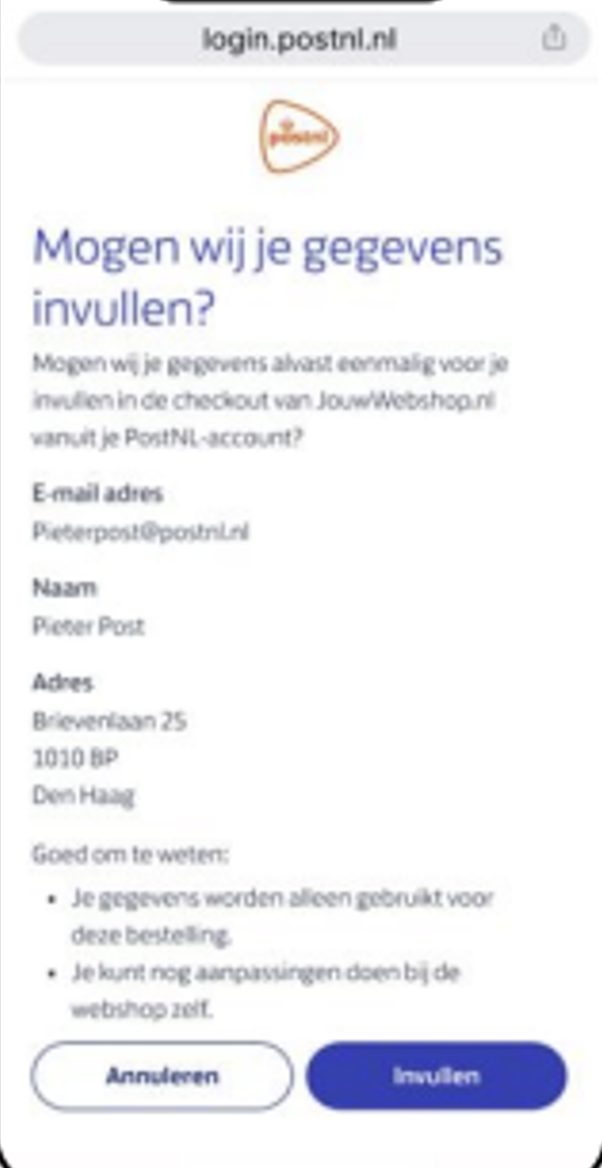 login.postnl.nl
postnl
Mogen wij je gegevens
invullen?
Mogen wij je gegevens alvast eenmalig voor je
invullen in de checkout van JouwWebshop.nl
vanuit je PostNL-account?
E-mail adres
Pieterpost@postnl.nl
Naam
Pieter Post
Adres
Brievenlaan 25
1010 BP
Den Haag
Goed om te weten:
• Je gegevens worden alleen gebruikt voor
deze bestelling.
• Je kunt nog aanpassingen doen bij de
webshop zelf.
Annuleren
Invullen